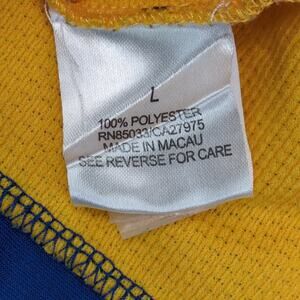 L
100% POLYESTER
RN85033/CA27975
MADE IN MACAU
SEE REVERSE FOR CARE